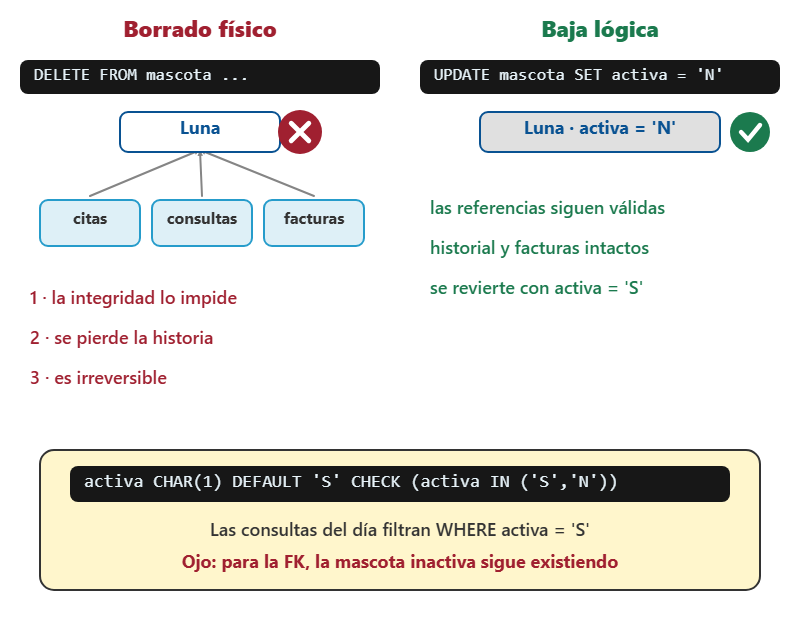 Borrado físico
DELETE FROM mascota ...
Luna
citas
consultas
facturas
1 · la integridad lo impide
2 · se pierde la historia
3 · es irreversible
Baja lógica
UPDATE mascota SET activa = 'N'
Luna · activa = 'N'
las referencias siguen válidas
historial y facturas intactos
se revierte con activa = 'S'
activa CHAR(1) DEFAULT 'S' CHECK (activa IN ('S','N'))
Las consultas del día filtran WHERE activa = 'S'
Ojo: para la FK, la mascota inactiva sigue existiendo